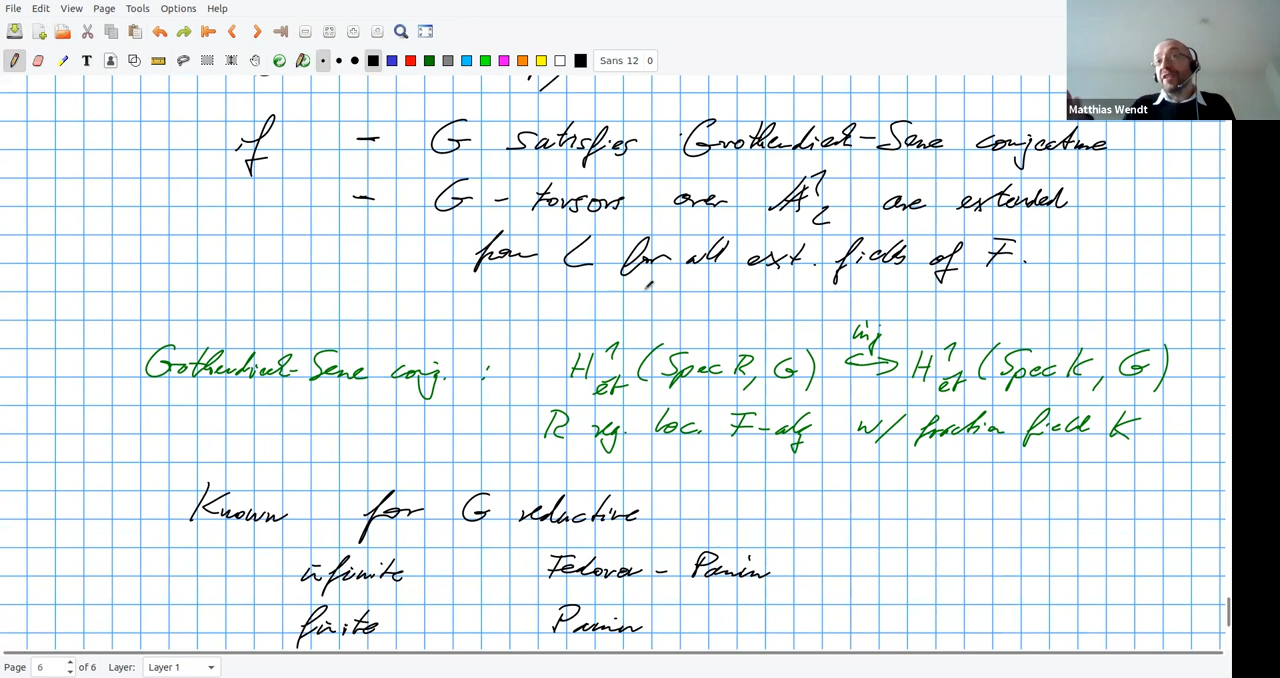 File Edit View Page Tools Options Help
Sans 12 0
Matthias Wendt
if - G satisfies Grothendieck-Serre conjecture
- G-torsors over A¹_L are extended
from L for all ext. fields of F.
Grothendieck-Serre conj. : H¹_ét (Spec R, G) inj ↪ H¹_ét (Spec K, G)
R reg. loc. F-alg w/ fraction field K
Known for G reductive
infinite Fedorov - Panin
finite Panin
Page 6 of 6 Layer: Layer 1